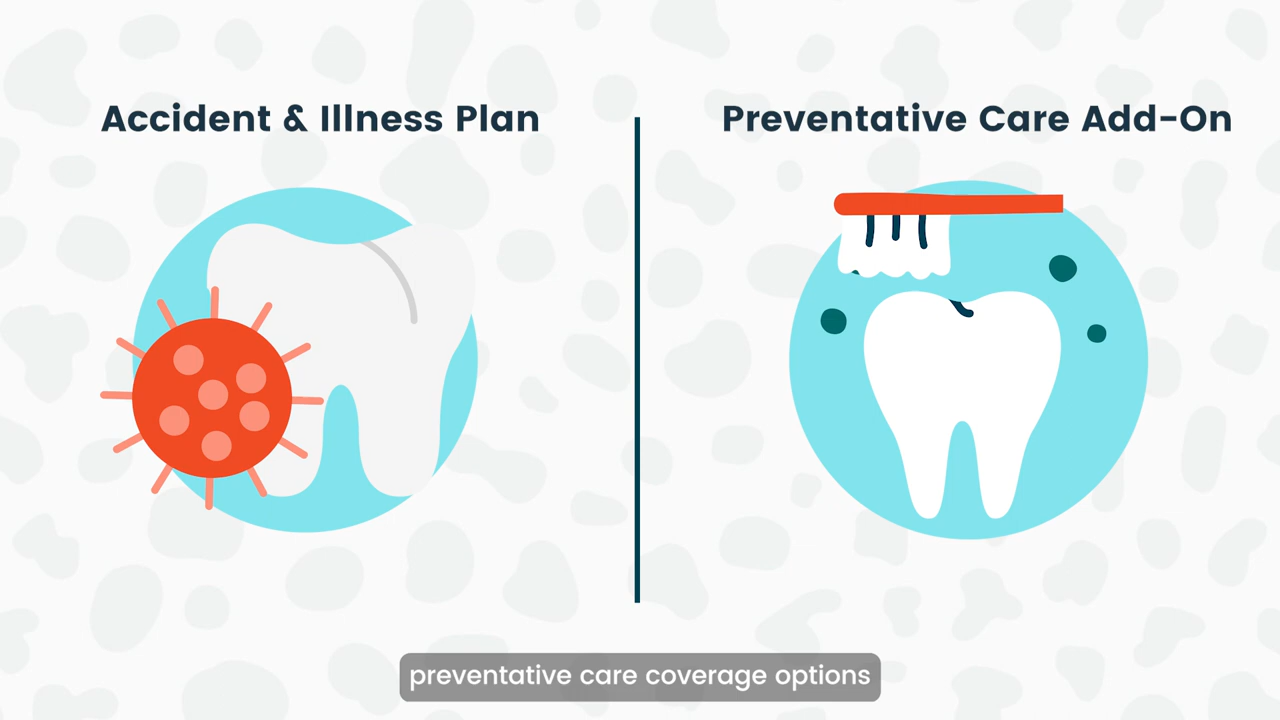 Accident & Illness Plan
Preventative Care Add-On
preventative care coverage options